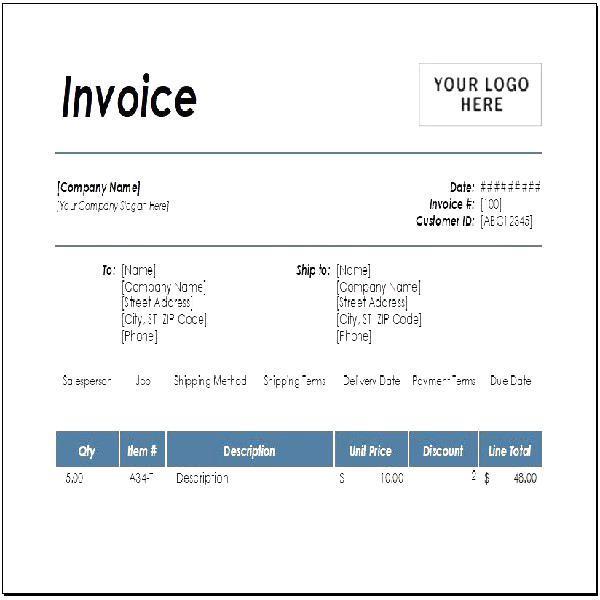 Invoice
YOUR LOGO
HERE
[Company Name]
[Your Company Slogan Here]
Date: #########
Invoice #: [100]
Customer ID: [ABC12345]
To: [Name]
[Company Name]
[Street Address]
[City, ST ZIP Code]
[Phone]
Ship to: [Name]
[Company Name]
[Street Address]
[City, ST ZIP Code]
[Phone]
Salesperson Job Shipping Method Shipping Terms Delivery Date Payment Terms Due Date
Qty Item # Description Unit Price Discount Line Total
5.00 A34-T Description $ 10.00 2 $ 48.00